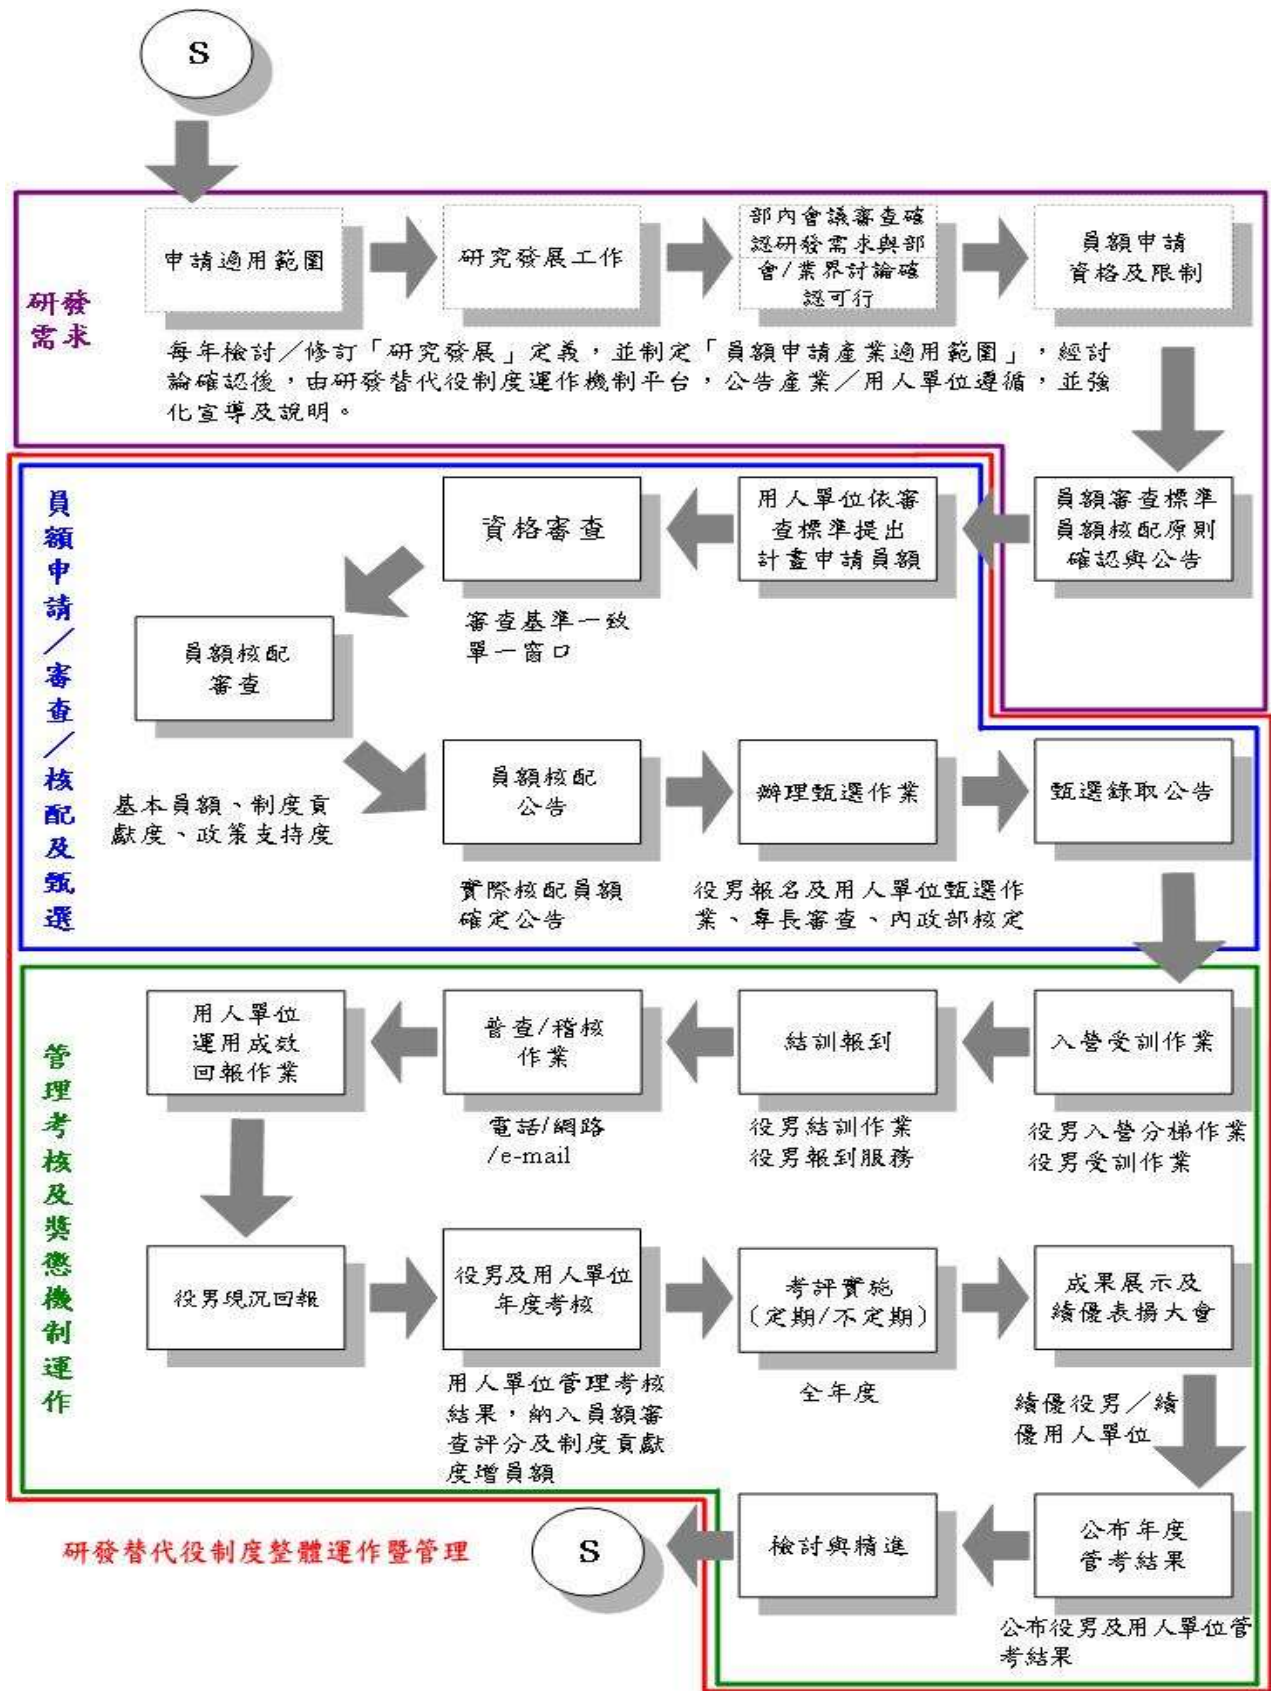 S
研發
需求
申請適用範圍
研究發展工作
部內會議審查確
認研發需求與部
會/業界討論確
認可行
員額申請
資格及限制
每年檢討／修訂「研究發展」定義，並制定「員額申請產業適用範圍」，經討
論確認後，由研發替代役制度運作機制平台，公告產業／用人單位遵循，並強
化宣導及說明。
員額審查標準
員額核配原則
確認與公告
員額申請／審查／核配及甄選
用人單位依審
查標準提出
計畫申請員額
資格審查
審查基準一致
單一窗口
員額核配
審查
基本員額、制度貢
獻度、政策支持度
員額核配
公告
實際核配員額
確定公告
辦理甄選作業
役男報名及用人單位甄選作
業、專長審查、內政部核定
甄選錄取公告
管理考核及獎懲機制運作
入營受訓作業
役男入營分梯作業
役男受訓作業
結訓報到
役男結訓作業
役男報到服務
普查/稽核
作業
電話/網路
/e-mail
用人單位
運用成效
回報作業
役男現況回報
役男及用人單位
年度考核
用人單位管理考核
結果，納入員額審
查評分及制度貢獻
度增員額
考評實施
(定期/不定期)
全年度
成果展示及
績優表揚大會
績優役男／績
優用人單位
公布年度
管考結果
公布役男及用人單位管
考結果
檢討與精進
S
研發替代役制度整體運作暨管理